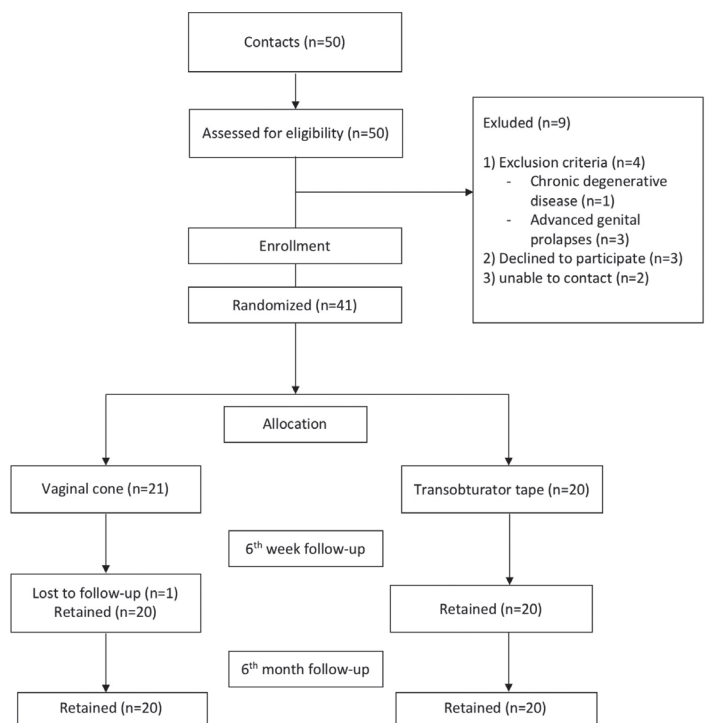 Contacts (n=50)
Assessed for eligibility (n=50)
Exluded (n=9)
1) Exclusion criteria (n=4)
- Chronic degenerative
disease (n=1)
- Advanced genital
prolapses (n=3)
2) Declined to participate (n=3)
3) unable to contact (n=2)
Enrollment
Randomized (n=41)
Allocation
Vaginal cone (n=21)
Transobturator tape (n=20)
6th week follow-up
Lost to follow-up (n=1)
Retained (n=20)
Retained (n=20)
6th month follow-up
Retained (n=20)
Retained (n=20)